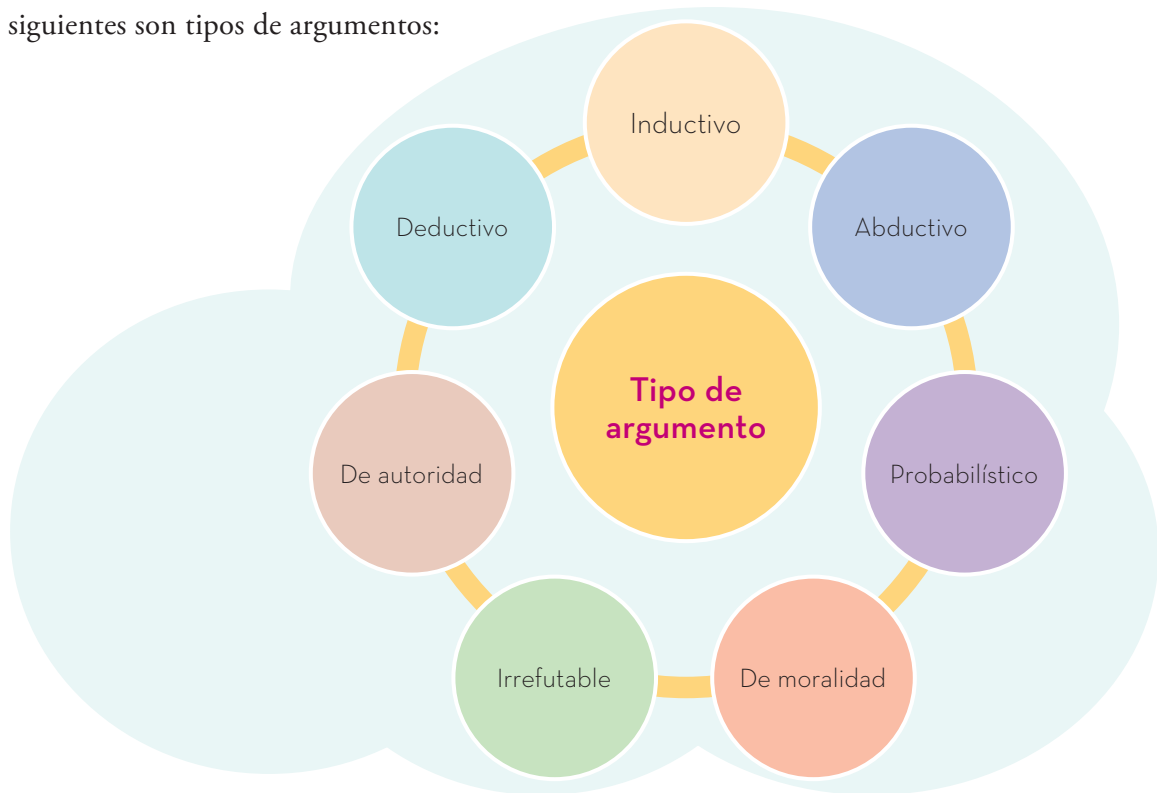 siguientes son tipos de argumentos:
Inductivo
Deductivo
Abductivo
Tipo de
argumento
De autoridad
Probabilístico
Irrefutable
De moralidad